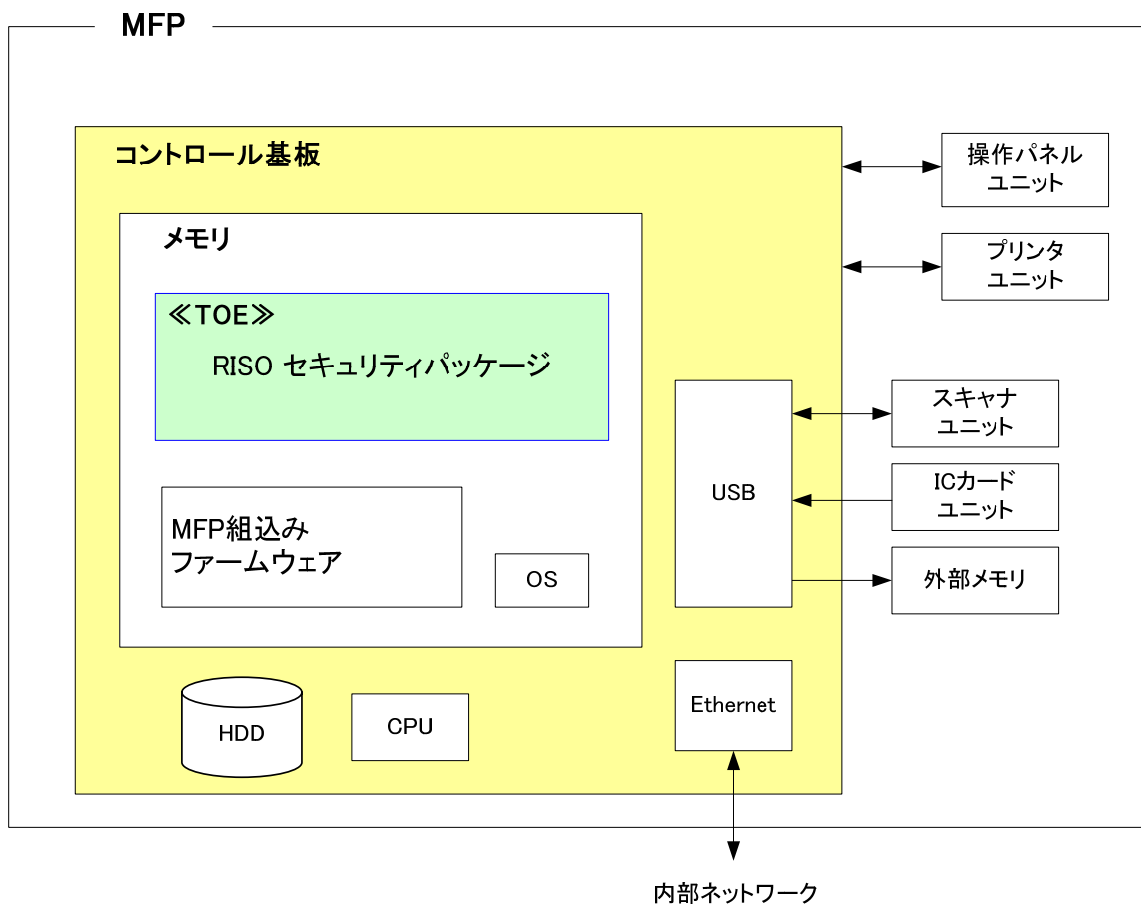 MFP
コントロール基板
メモリ
≪TOE≫
RISO セキュリティパッケージ
MFP組込み
ファームウェア
OS
HDD
CPU
USB
Ethernet
操作パネル
ユニット
プリンタ
ユニット
スキャナ
ユニット
ICカード
ユニット
外部メモリ
内部ネットワーク